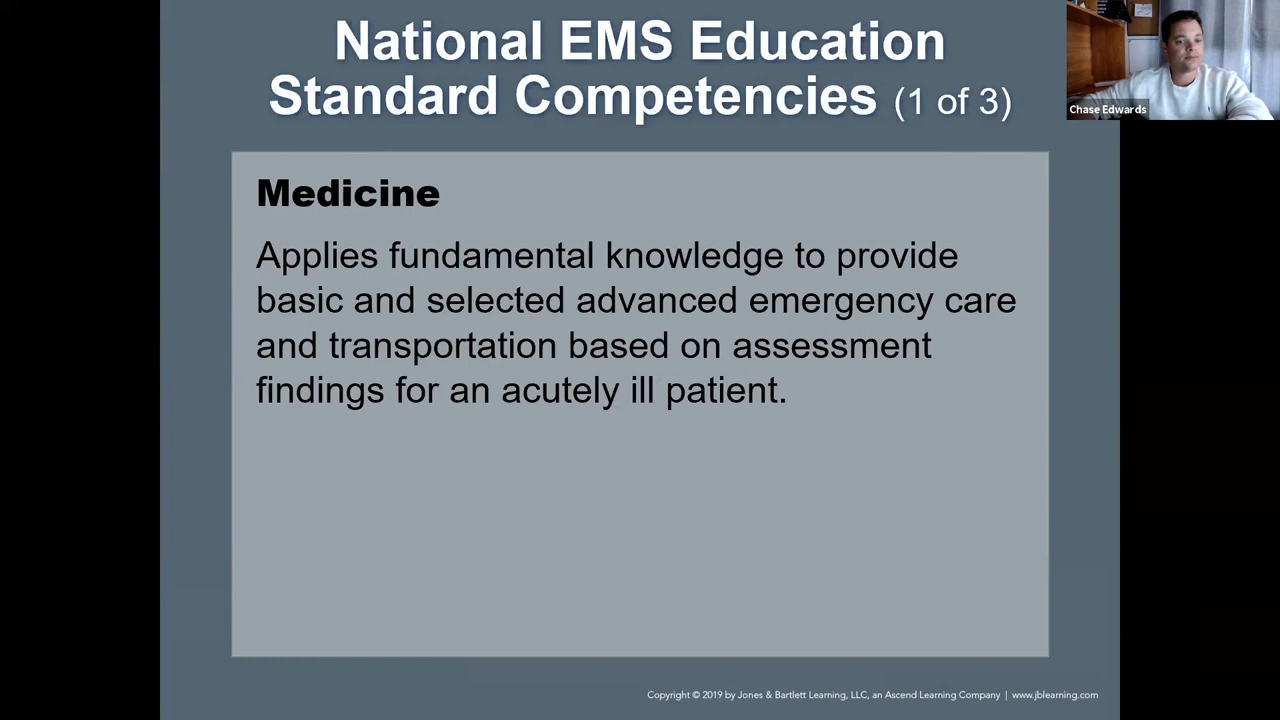 National EMS Education
Standard Competencies (1 of 3)
Chase Edwards
Medicine
Applies fundamental knowledge to provide
basic and selected advanced emergency care
and transportation based on assessment
findings for an acutely ill patient.
Copyright © 2019 by Jones & Bartlett Learning, LLC, an Ascend Learning Company | www.jblearning.com